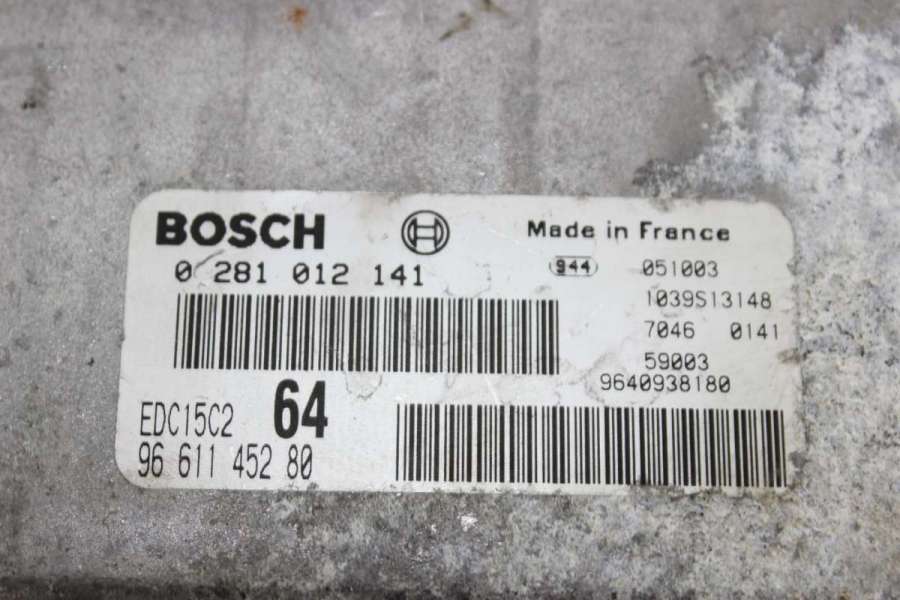 BOSCH
Made in France
0 281 012 141
944 051003
1039S13148
7046 0141
59003
9640938180
EDC15C2 64
96 611 452 80